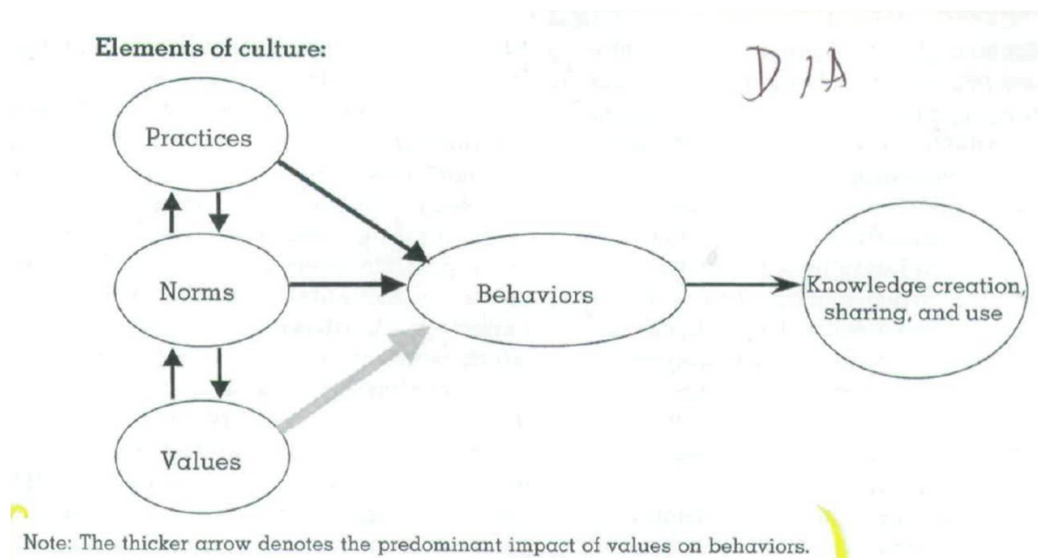 Elements of culture:
D/A
Practices
Norms
Behaviors
Knowledge creation,
sharing, and use
Values
Note: The thicker arrow denotes the predominant impact of values on behaviors.